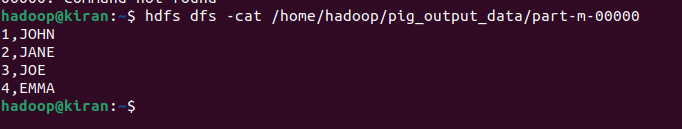 00000: command not found
hadoop@kiran:~$ hdfs dfs -cat /home/hadoop/pig_output_data/part-m-00000
1,JOHN
2,JANE
3,JOE
4,EMMA
hadoop@kiran:~$